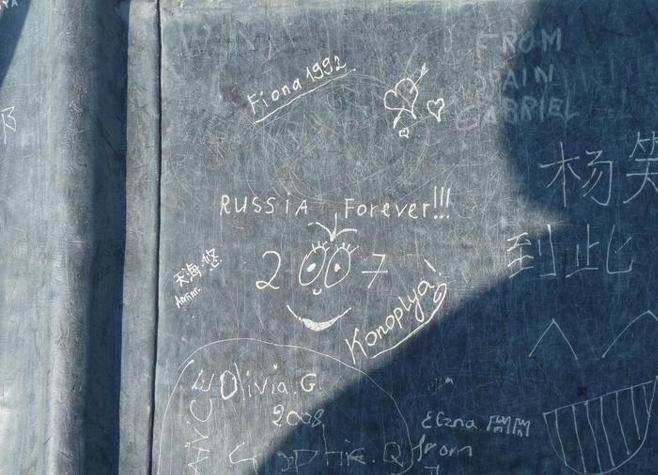 Fiona 1992
FROM
SPAIN
GABRIEL
杨笑
RUSSIA Forever!!!
到此
天海悠
2007
Konoplya!
Olivia.G.
2008
Sophie.Q
Elena
from